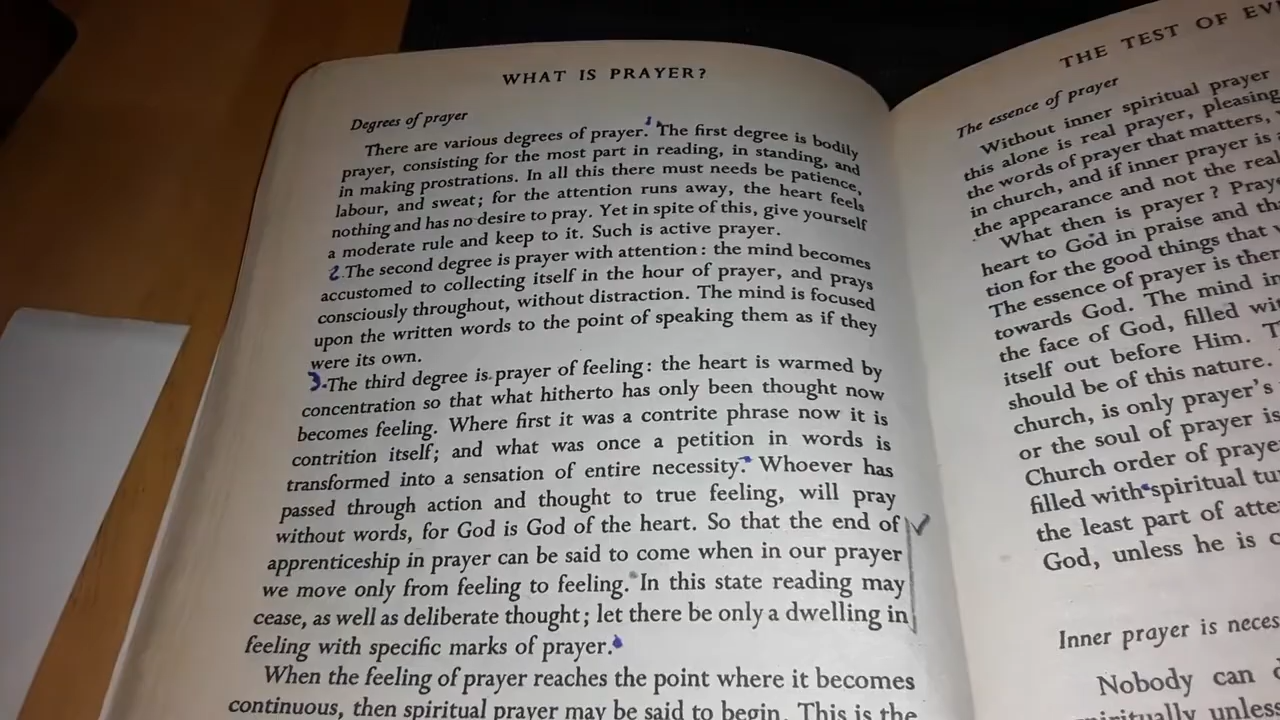 WHAT IS PRAYER?
Degrees of prayer
There are various degrees of prayer. The first degree is bodily
prayer, consisting for the most part in reading, in standing, and
in making prostrations. In all this there must needs be patience,
labour, and sweat; for the attention runs away, the heart feels
nothing and has no desire to pray. Yet in spite of this, give yourself
a moderate rule and keep to it. Such is active prayer.
2. The second degree is prayer with attention: the mind becomes
accustomed to collecting itself in the hour of prayer, and prays
consciously throughout, without distraction. The mind is focused
upon the written words to the point of speaking them as if they
were its own.
3. The third degree is prayer of feeling: the heart is warmed by
concentration so that what hitherto has only been thought now
becomes feeling. Where first it was a contrite phrase now it is
contrition itself; and what was once a petition in words is
transformed into a sensation of entire necessity. Whoever has
passed through action and thought to true feeling, will pray
without words, for God is God of the heart. So that the end of
apprenticeship in prayer can be said to come when in our prayer
we move only from feeling to feeling. In this state reading may
cease, as well as deliberate thought; let there be only a dwelling in
feeling with specific marks of prayer.
When the feeling of prayer reaches the point where it becomes
continuous, then spiritual prayer may be said to begin. This is the
THE TEST OF
The essence of prayer
Without inner spiritual prayer
this alone is real prayer, pleasing
the words of prayer that matters,
in church, and if inner prayer is
the appearance and not the real
What then is prayer?
heart to God in praise and
tion for the good things that
The essence of prayer is
towards God. The mind in
the face of God, filled
itself out before Him.
should be of this nature.
church, is only prayer's
or the soul of prayer is
Church order of
filled with spiritual
the least part of
God, unless he is
Inner prayer is
Nobody can
spiritually unless